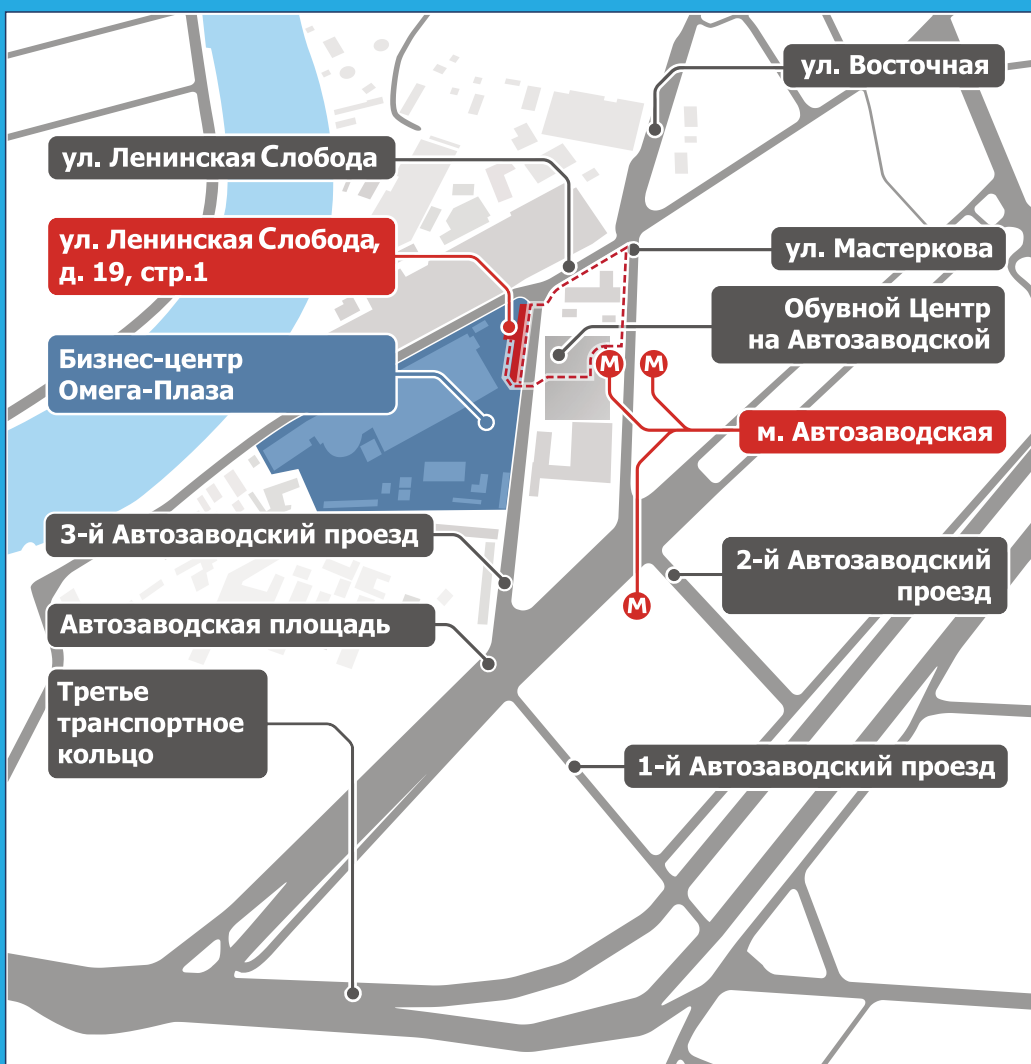 ул. Восточная
ул. Ленинская Слобода
ул. Ленинская Слобода,
д. 19, стр.1
ул. Мастеркова
Обувной Центр
на Автозаводской
Бизнес-центр
Омега-Плаза
М
М
м. Автозаводская
3-й Автозаводский проезд
2-й Автозаводский
проезд
М
Автозаводская площадь
Третье
транспортное
кольцо
1-й Автозаводский проезд